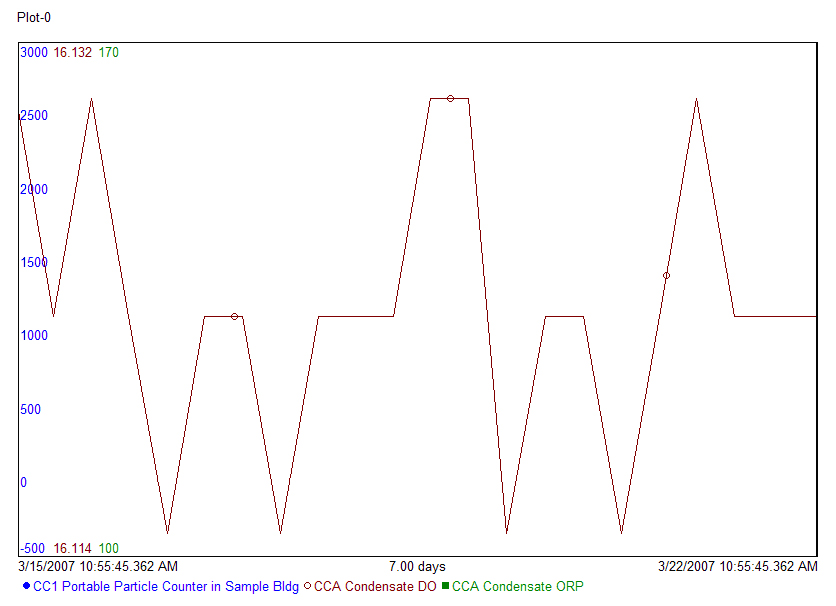 Plot-0
3000 16.132 170
2500
2000
1500
1000
500
0
-500 16.114 100
3/15/2007 10:55:45.362 AM 7.00 days 3/22/2007 10:55:45.362 AM
CC1 Portable Particle Counter in Sample Bldg CCA Condensate DO CCA Condensate ORP